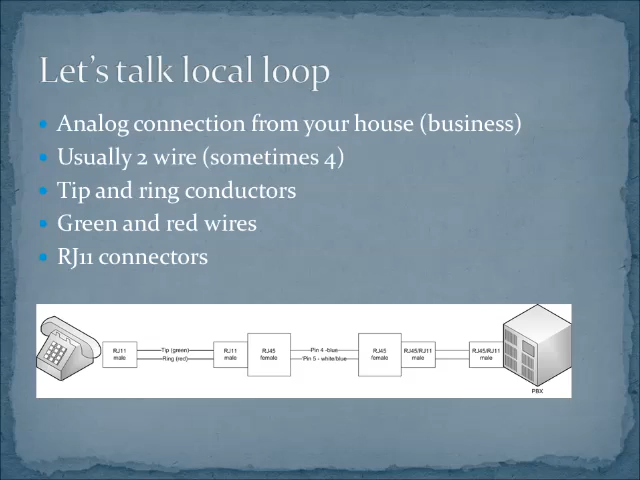 Let's talk local loop
Analog connection from your house (business)
Usually 2 wire (sometimes 4)
Tip and ring conductors
Green and red wires
RJ11 connectors
RJ11 male
Tip (green)
Ring (red)
RJ11 male
RJ45 female
Pin 4 -blue
Pin 5 - white/blue
RJ45 female
RJ45/RJ11 male
RJ45/RJ11 male
PBX